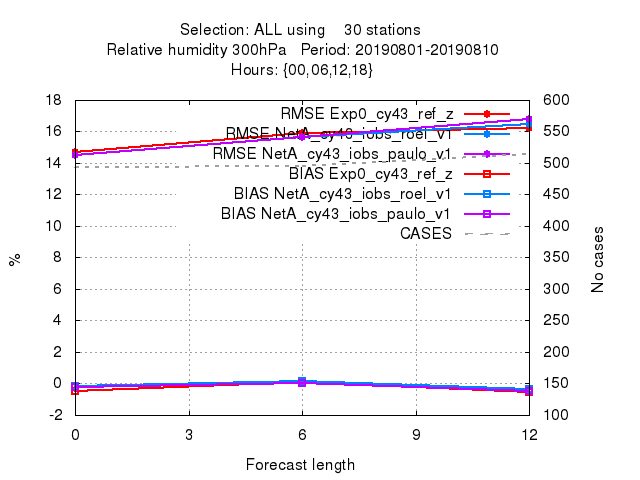 Selection: ALL using 30 stations
Relative humidity 300hPa Period: 20190801-20190810
Hours: {00,06,12,18}
RMSE Exp0_cy43_ref_z
RMSE NetA_cy43_iobs_roel_v1
RMSE NetA_cy43_iobs_paulo_v1
BIAS Exp0_cy43_ref_z
BIAS NetA_cy43_iobs_roel_v1
BIAS NetA_cy43_iobs_paulo_v1
CASES
18
16
14
12
10
8
6
4
2
0
-2
%
600
550
500
450
400
350
300
250
200
150
100
No cases
0 3 6 9 12
Forecast length